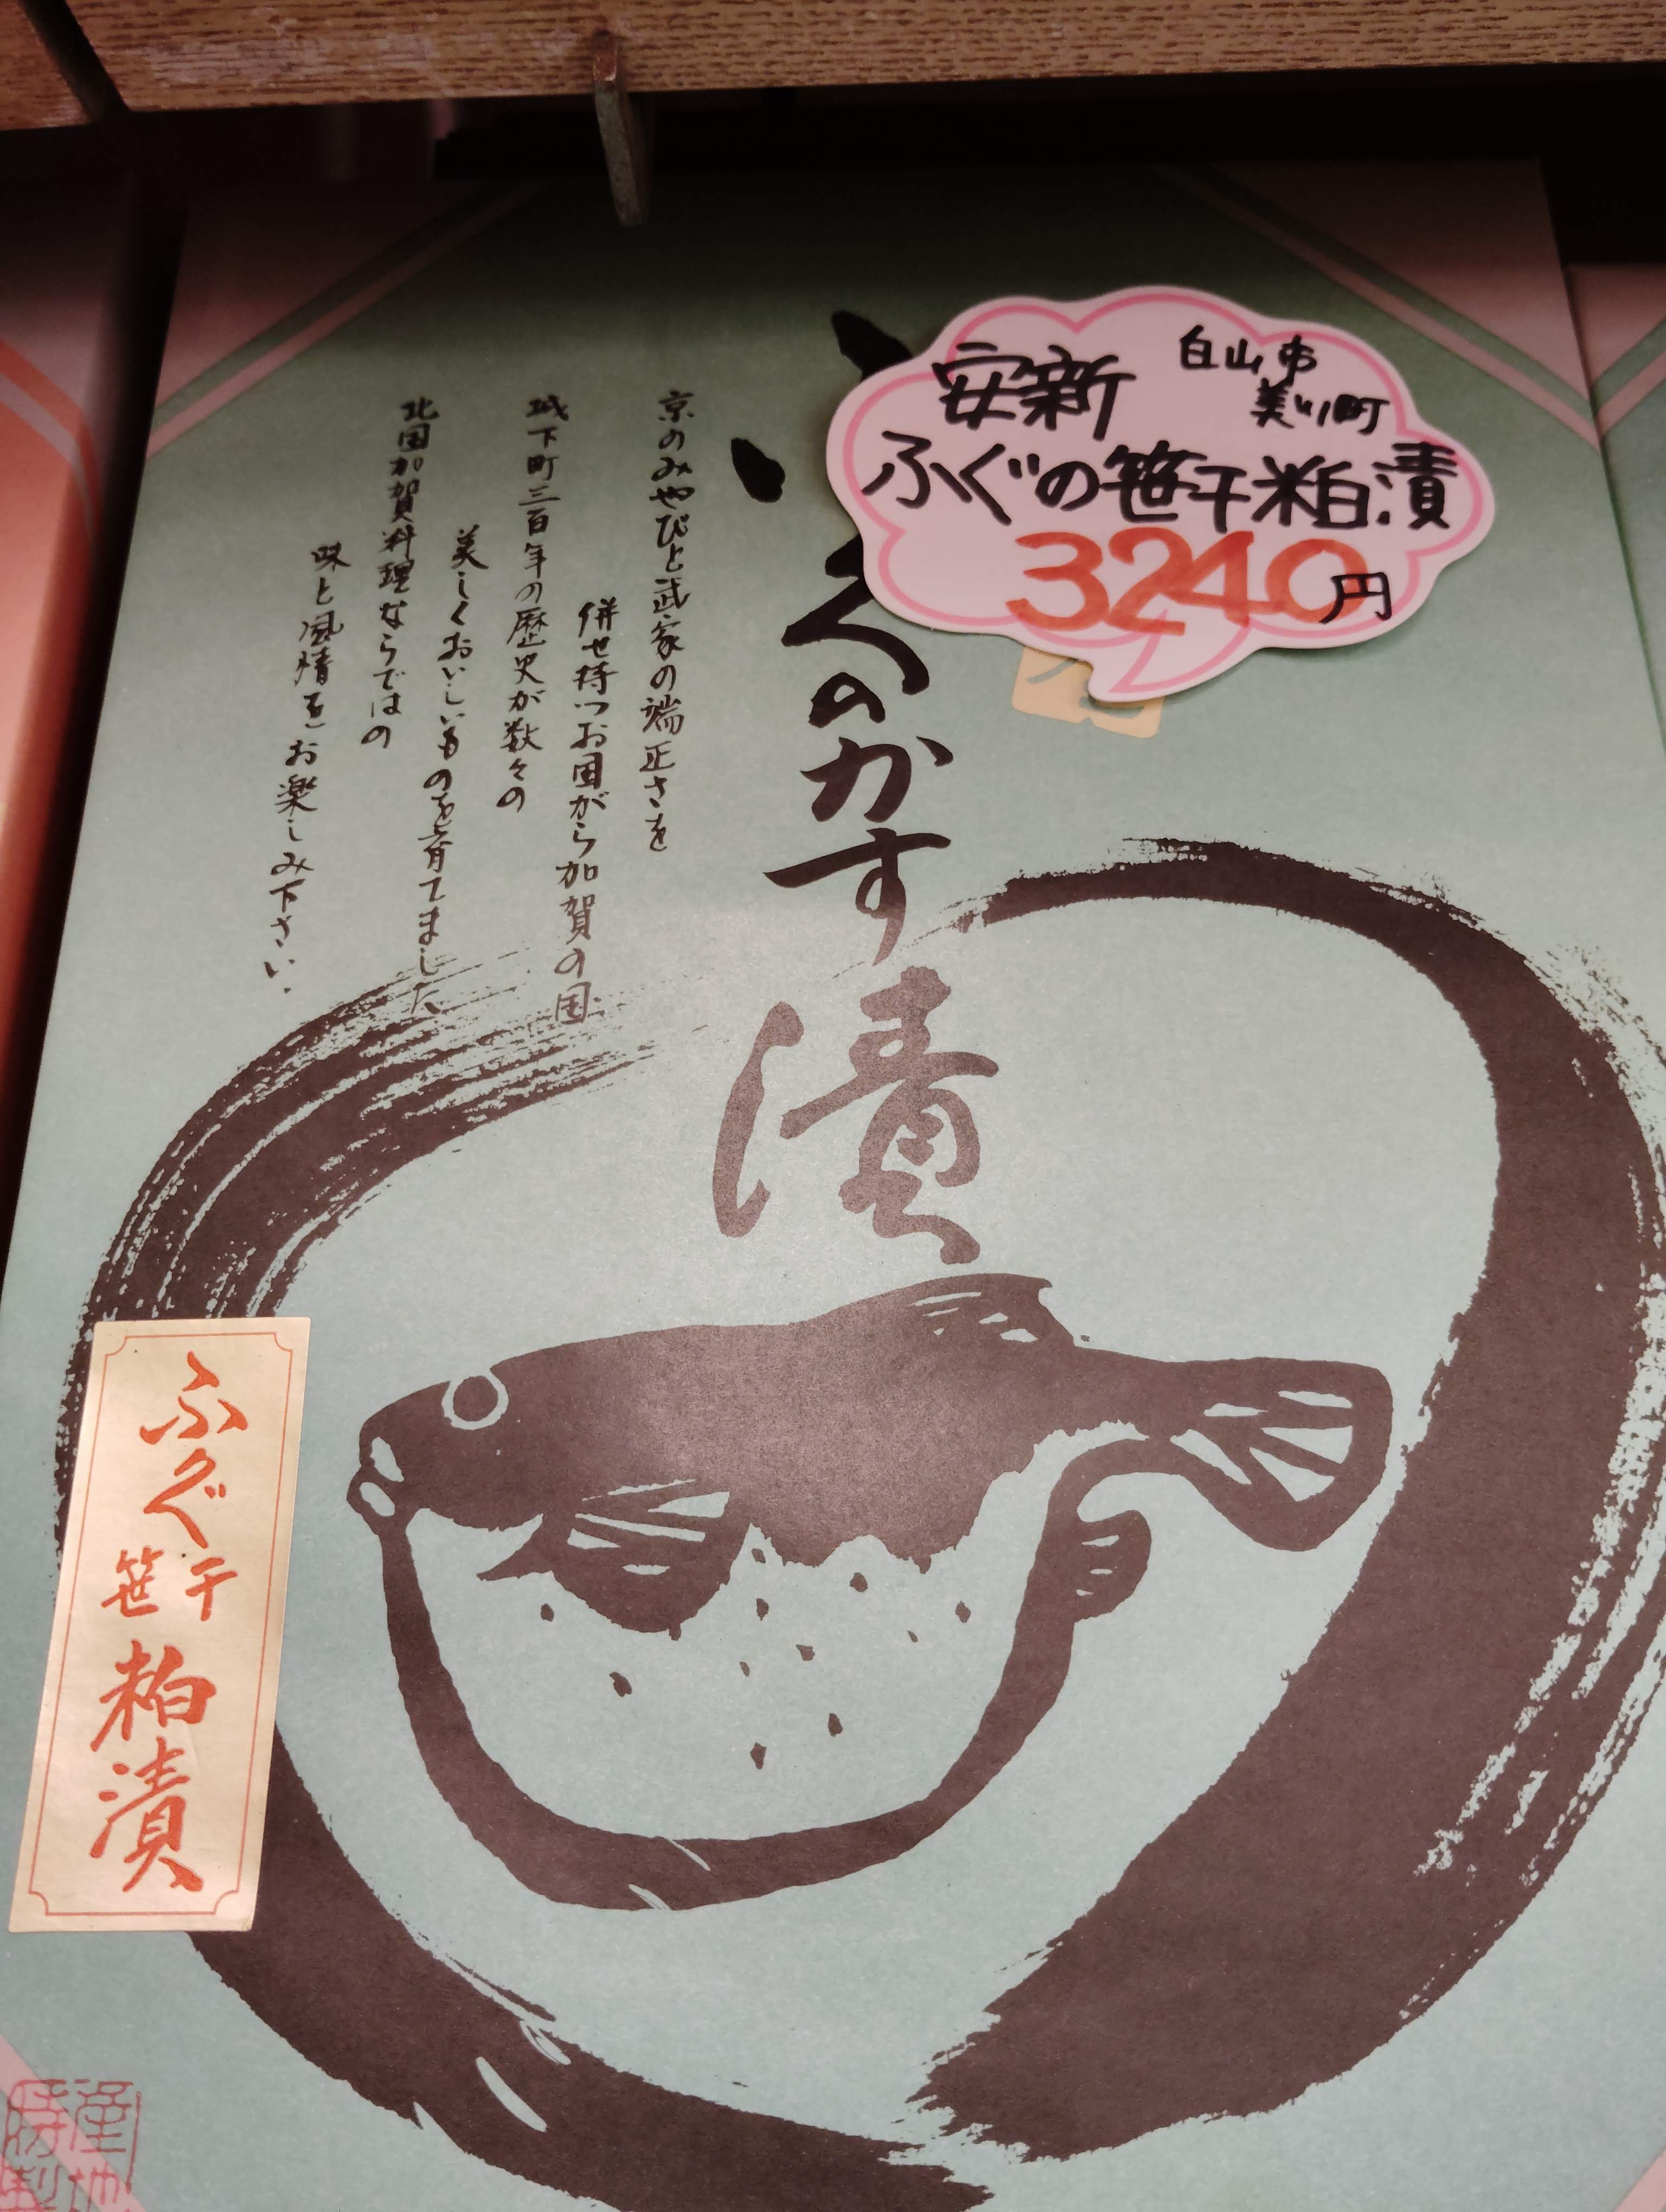 安新
白山市
美川町
ふぐの笹干粕漬
3240円
くのかす漬
京のみやびと武家の端正さを
併せ持つお国がら加賀の国
城下町三百年の歴史が数々の
美しくおいしいものを育てました
北国加賀料理ならではの
味と風情をお楽しみ下さい.
ふぐ
笹干
粕漬
産地